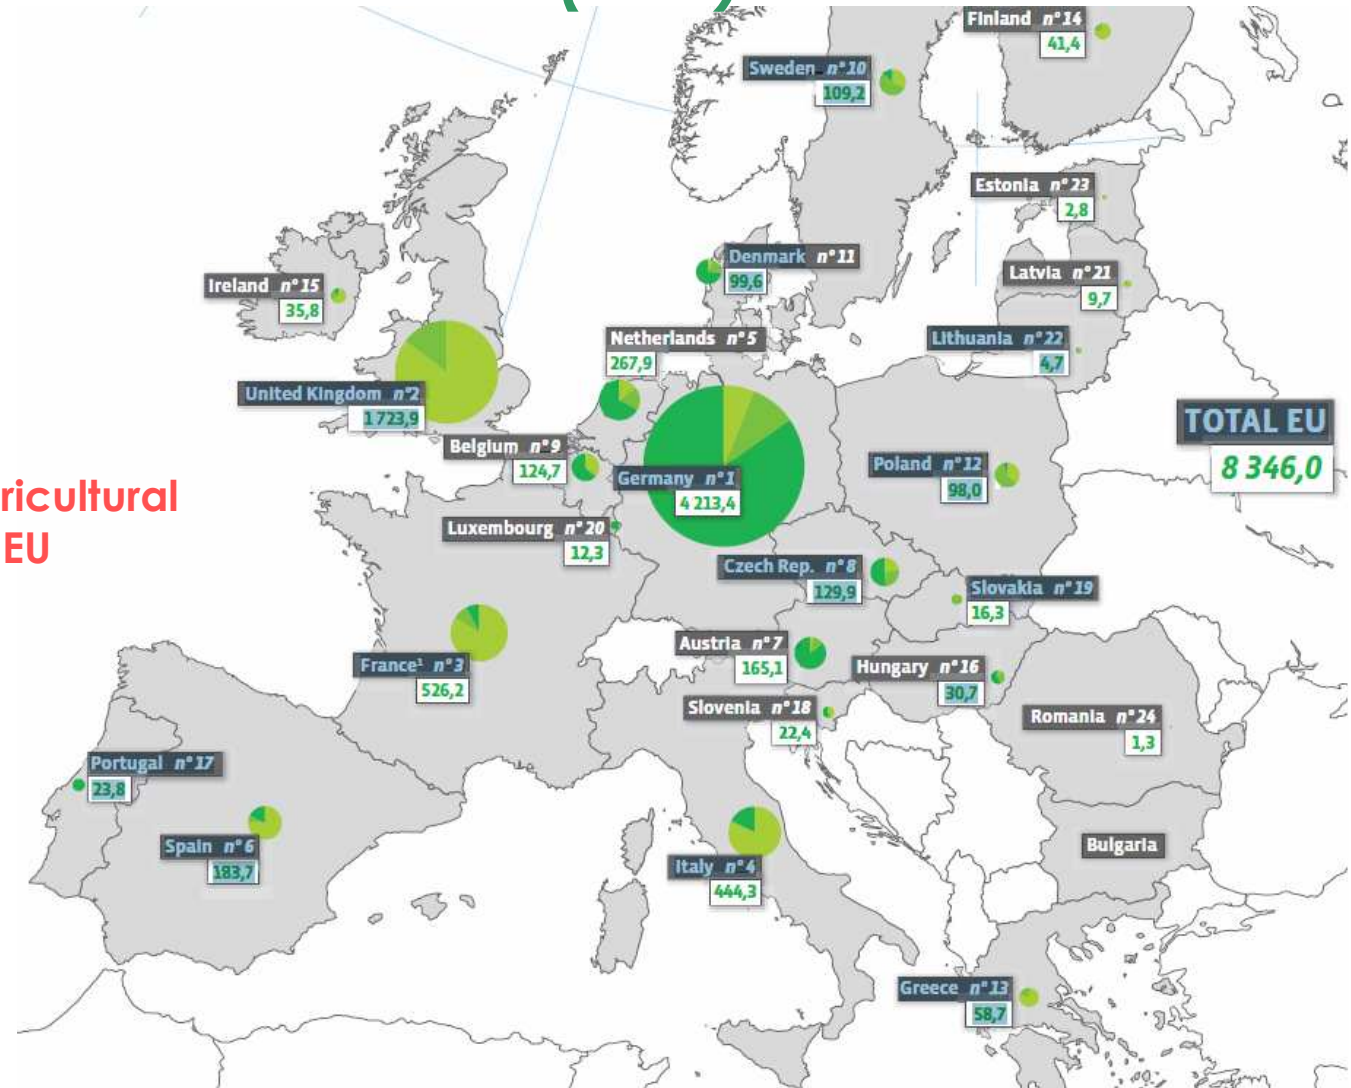 Finland n°14
41,4
Sweden n°10
109,2
Estonia n°23
2,8
Denmark n°11
99,6
Latvia n°21
9,7
Ireland n°15
35,8
Netherlands n°5
267,9
Lithuania n°22
4,7
United Kingdom n°2
1 723,9
TOTAL EU
8 346,0
Belgium n°9
124,7
Germany n°1
4 213,4
Poland n°12
98,0
ricultural
EU
Luxembourg n°20
12,3
Czech Rep. n°8
129,9
Slovakia n°19
16,3
Austria n°7
165,1
France¹ n°3
526,2
Hungary n°16
30,7
Slovenia n°18
22,4
Romania n°24
1,3
Portugal n°17
23,8
Spain n°6
183,7
Bulgaria
Italy n°4
444,3
Greece n°13
58,7